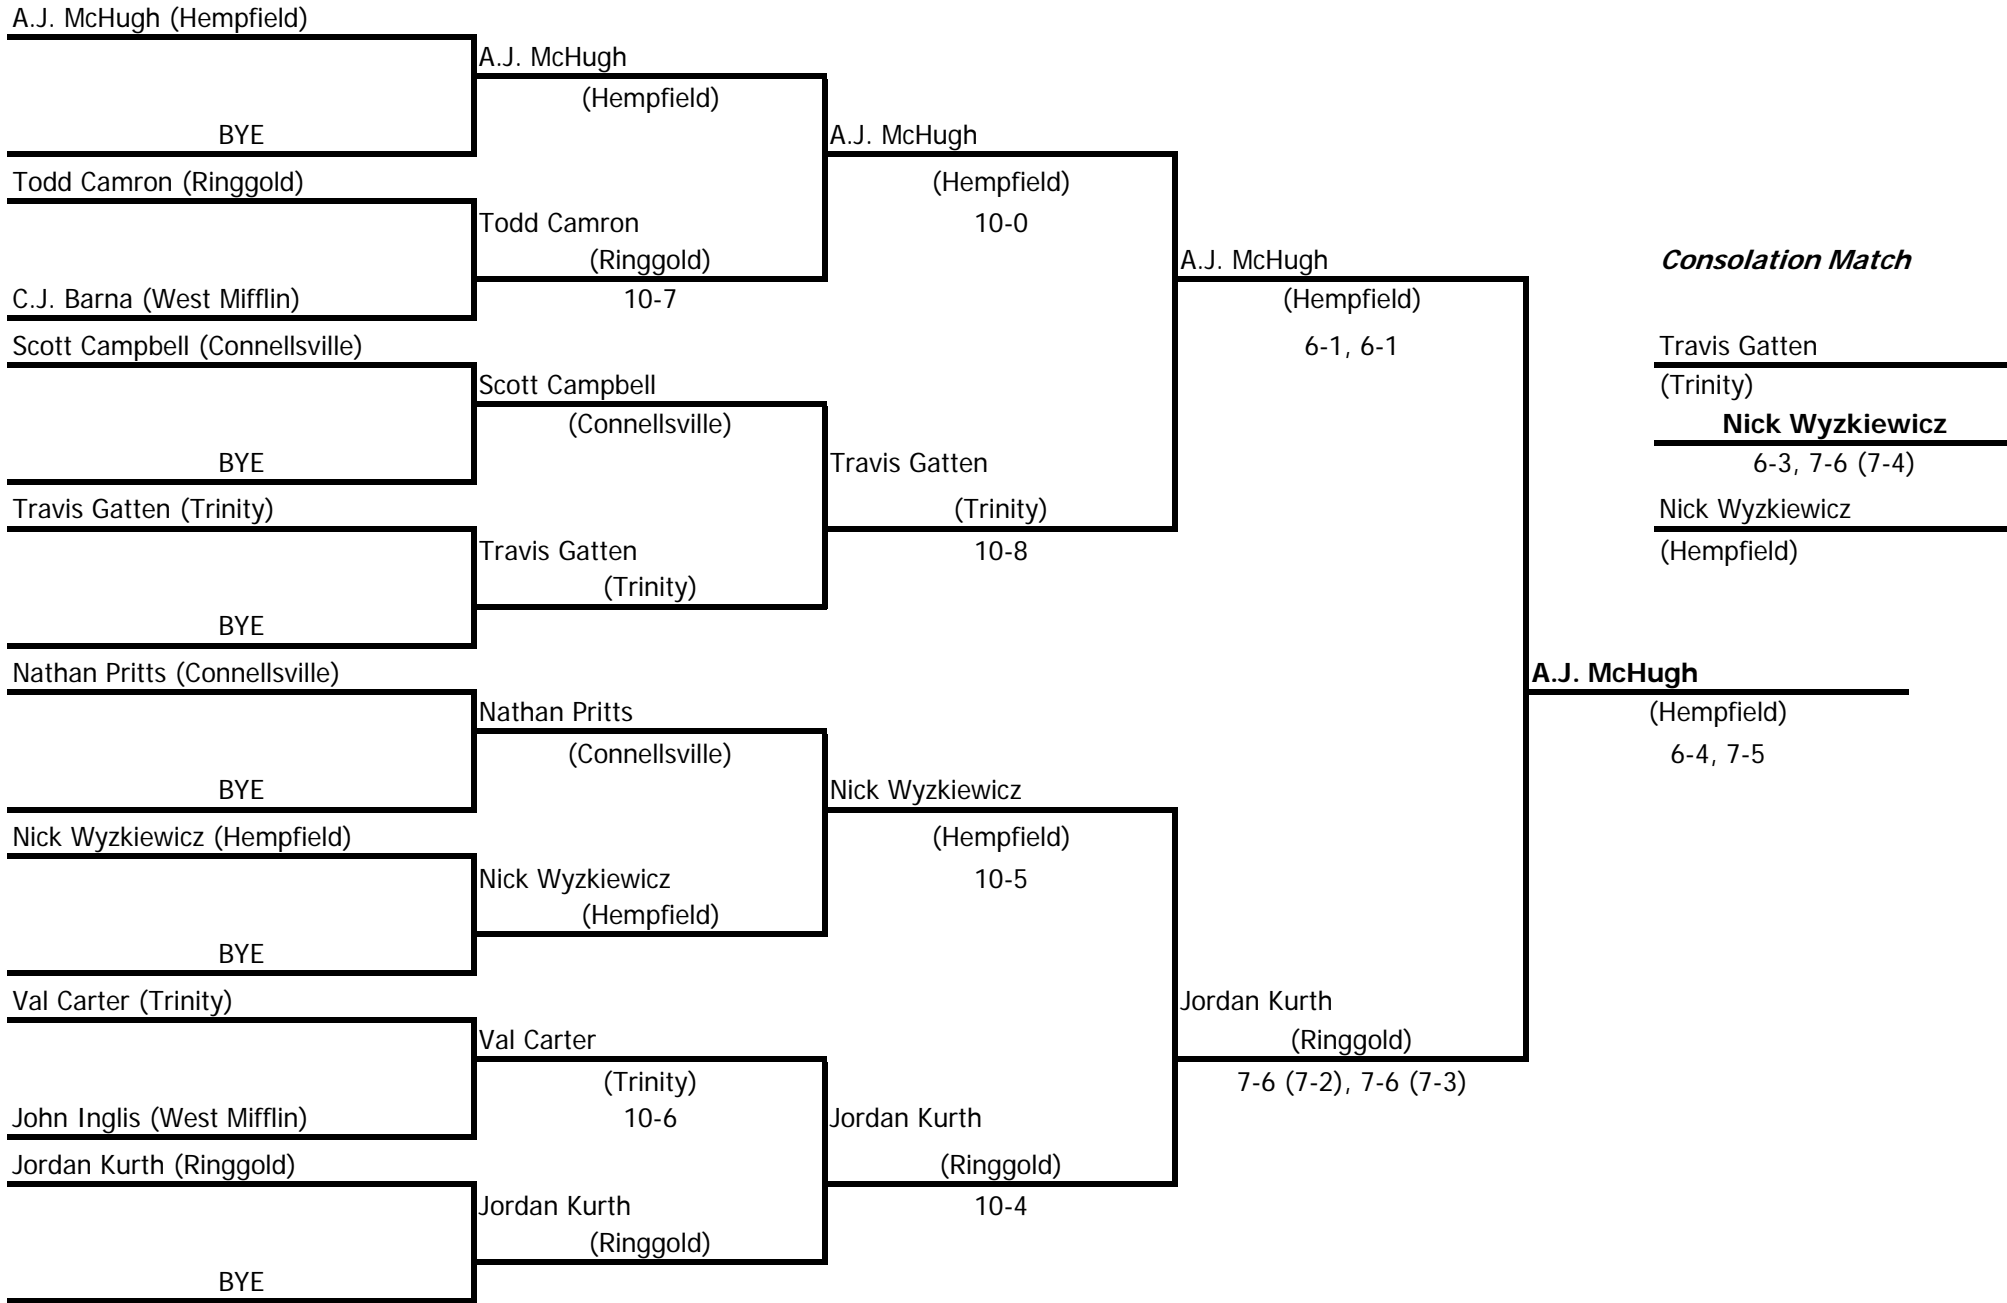 A.J. McHugh (Hempfield)
BYE
Todd Camron (Ringgold)
C.J. Barna (West Mifflin)
Scott Campbell (Connellsville)
BYE
Travis Gatten (Trinity)
BYE
Nathan Pritts (Connellsville)
BYE
Nick Wyzkiewicz (Hempfield)
BYE
Val Carter (Trinity)
John Inglis (West Mifflin)
Jordan Kurth (Ringgold)
BYE
A.J. McHugh
(Hempfield)
Todd Camron
(Ringgold)
10-7
Scott Campbell
(Connellsville)
Travis Gatten
(Trinity)
Nathan Pritts
(Connellsville)
Nick Wyzkiewicz
(Hempfield)
Val Carter
(Trinity)
10-6
Jordan Kurth
(Ringgold)
A.J. McHugh
(Hempfield)
10-0
Travis Gatten
(Trinity)
10-8
Nick Wyzkiewicz
(Hempfield)
10-5
Jordan Kurth
(Ringgold)
10-4
A.J. McHugh
(Hempfield)
6-1, 6-1
Jordan Kurth
(Ringgold)
7-6 (7-2), 7-6 (7-3)
A.J. McHugh
(Hempfield)
6-4, 7-5
Consolation Match
Travis Gatten
(Trinity)
Nick Wyzkiewicz
6-3, 7-6 (7-4)
Nick Wyzkiewicz
(Hempfield)